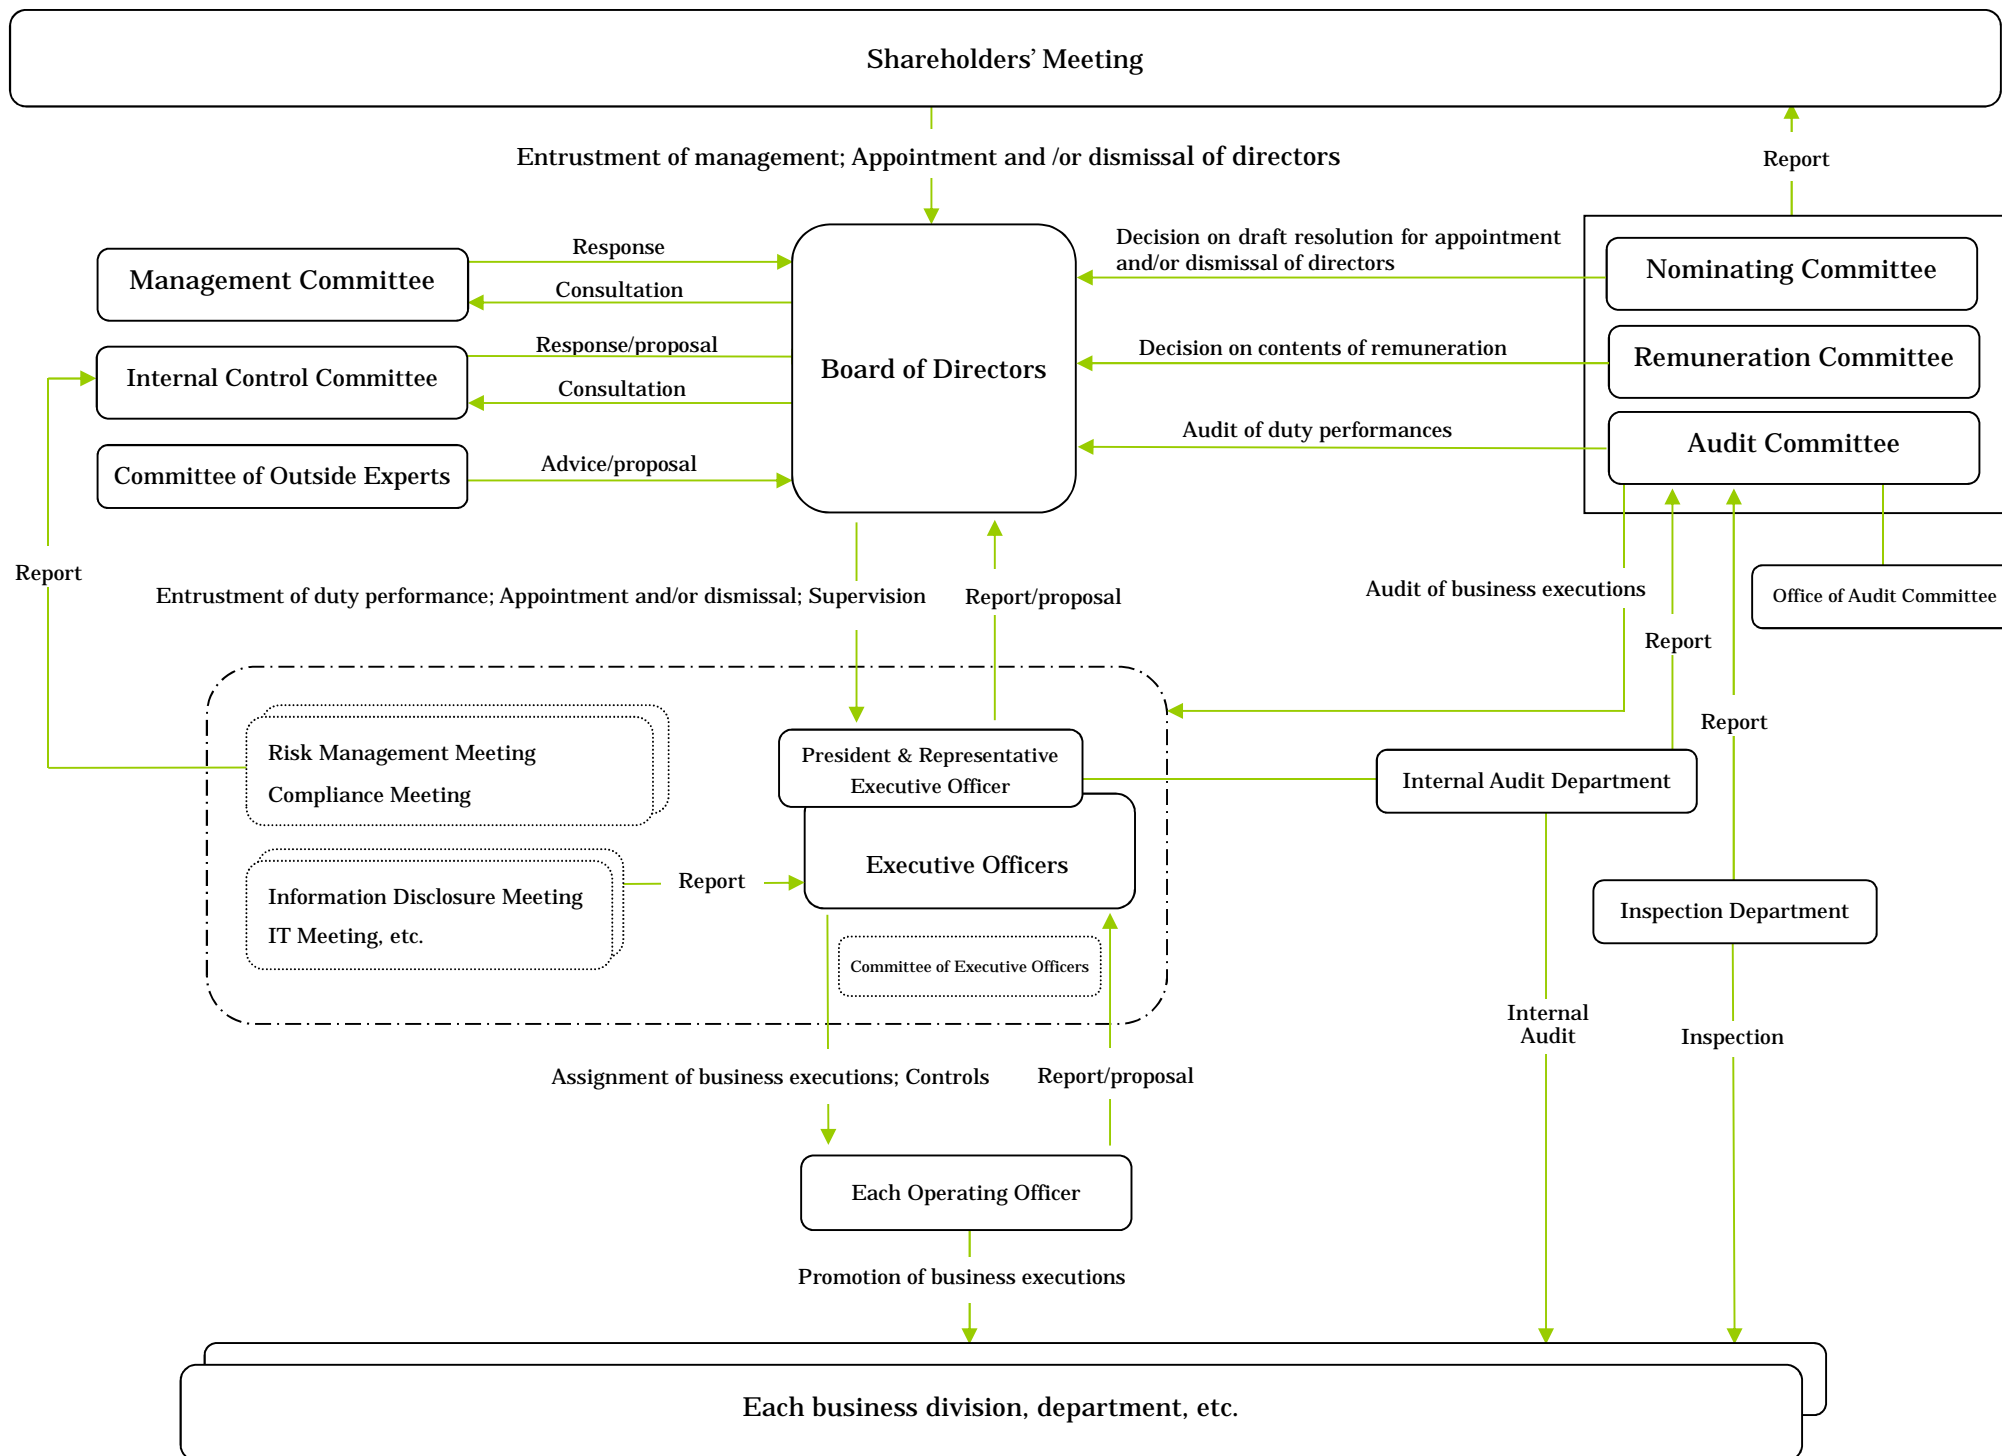 Shareholders' Meeting
Entrustment of management; Appointment and /or dismissal of directors
Report
Response
Management Committee
Consultation
Response/proposal
Internal Control Committee
Consultation
Advice/proposal
Committee of Outside Experts
Board of Directors
Decision on draft resolution for appointment
and/or dismissal of directors
Nominating Committee
Decision on contents of remuneration
Remuneration Committee
Audit of duty performances
Audit Committee
Report
Entrustment of duty performance; Appointment and/or dismissal; Supervision
Report/proposal
Audit of business executions
Office of Audit Committee
Report
Report
Risk Management Meeting
Compliance Meeting
President & Representative
Executive Officer
Internal Audit Department
Executive Officers
Information Disclosure Meeting
IT Meeting, etc.
Report
Inspection Department
Committee of Executive Officers
Internal
Audit
Inspection
Assignment of business executions; Controls
Report/proposal
Each Operating Officer
Promotion of business executions
Each business division, department, etc.